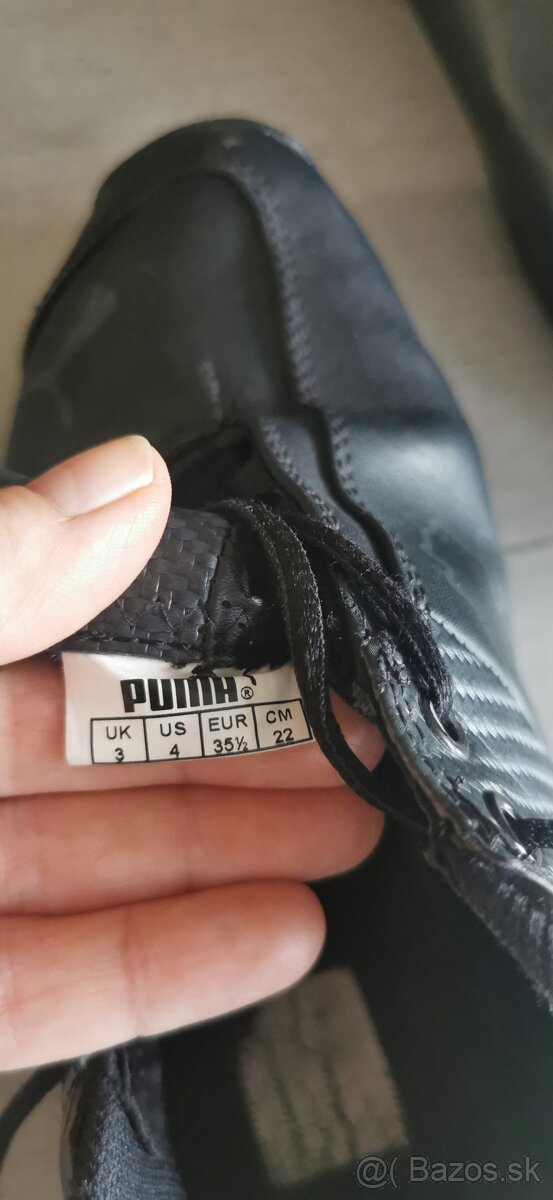 PUMA®
UK US EUR CM
3 4 35½ 22
@( Bazos.sk